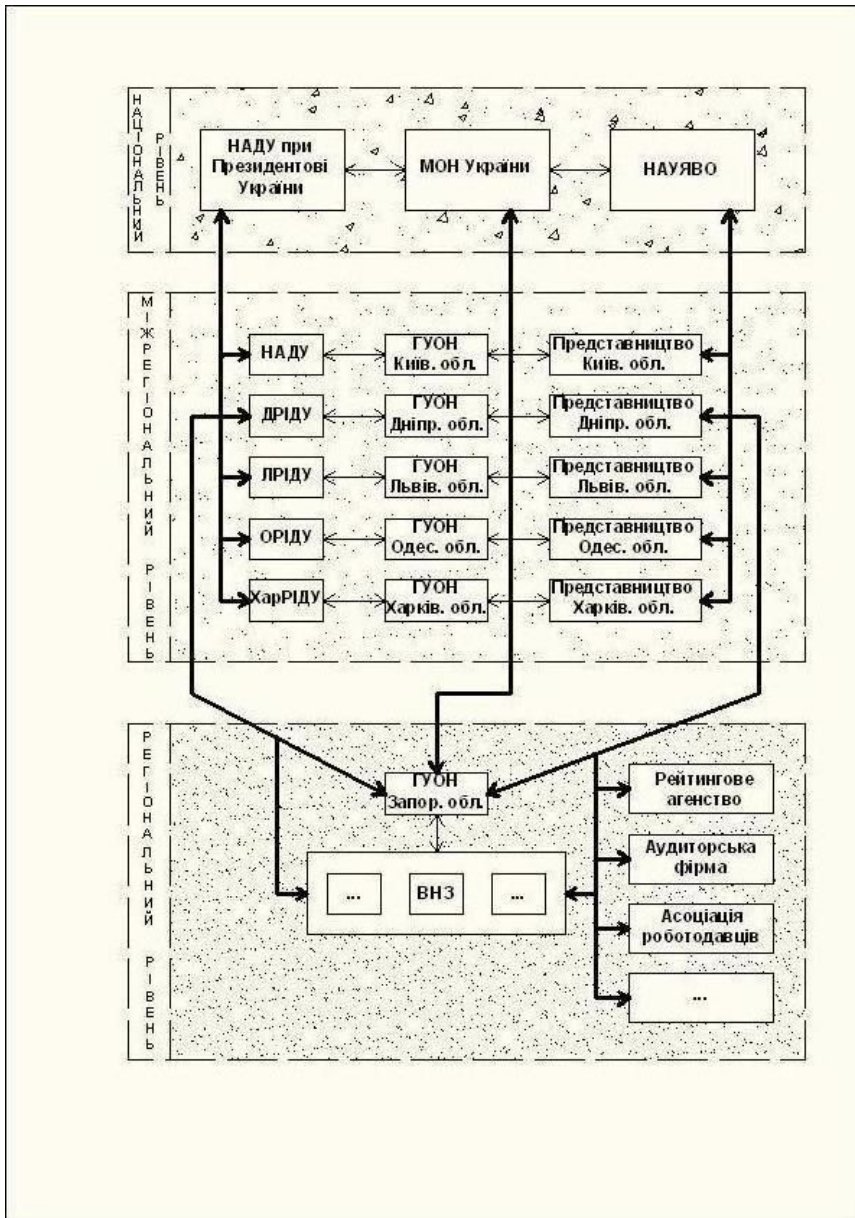 НАЦІОНАЛЬНИЙ
РІВЕНЬ
НАДУ при
Президентові
України
МОН України
НАУЯВО
МІЖРЕГІОНАЛЬНИЙ РІВЕНЬ
НАДУ
ГУОН
Київ. обл.
Представництво
Київ. обл.
ДРІДУ
ГУОН
Дніпр. обл.
Представництво
Дніпр. обл.
ЛРІДУ
ГУОН
Львів. обл.
Представництво
Львів. обл.
ОРІДУ
ГУОН
Одес. обл.
Представництво
Одес. обл.
ХарРІДУ
ГУОН
Харків. обл.
Представництво
Харків. обл.
РЕГІОНАЛЬНИЙ РІВЕНЬ
ГУОН
Запор. обл.
...
ВНЗ
...
Рейтингове
агенство
Аудиторська
фірма
Асоціація
роботодавців
...